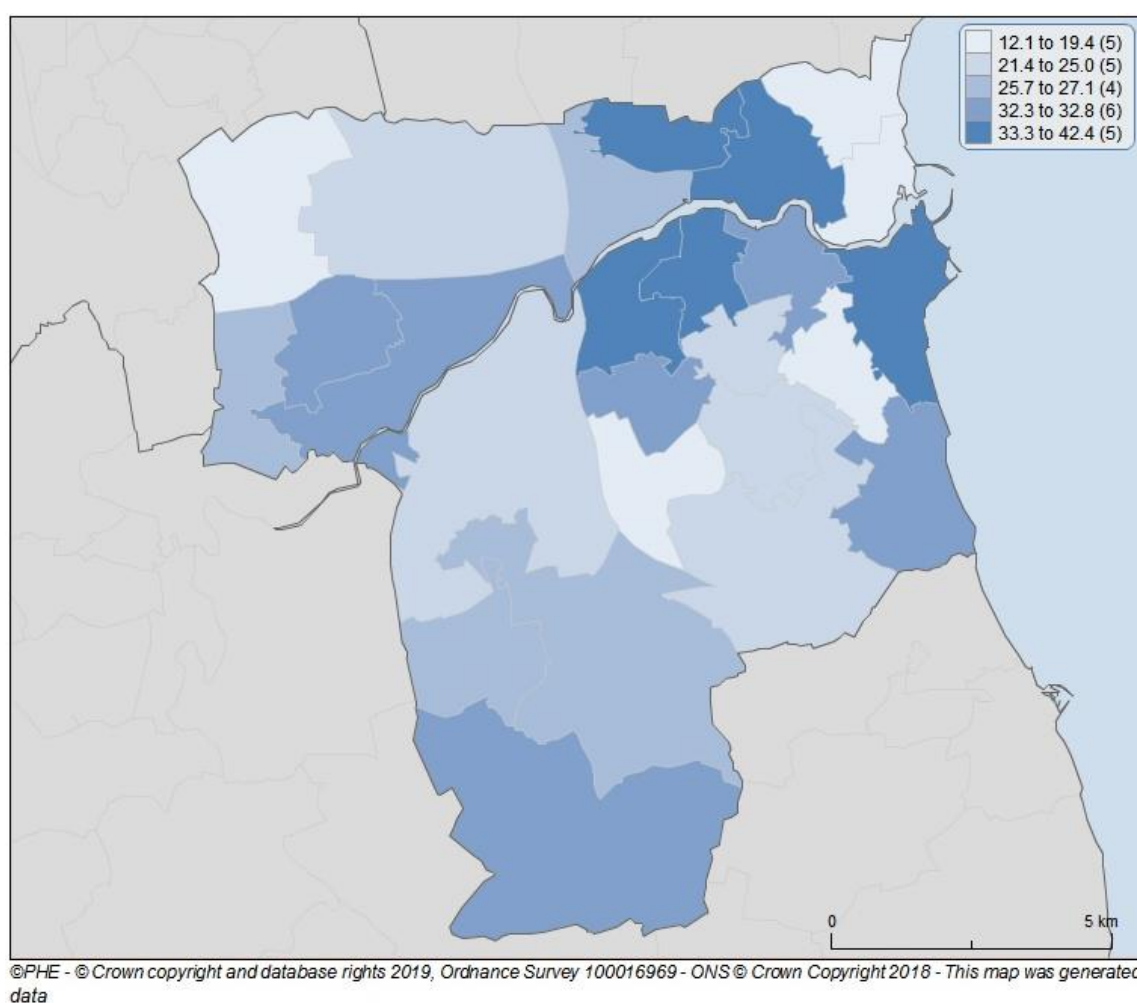 12.1 to 19.4 (5)
21.4 to 25.0 (5)
25.7 to 27.1 (4)
32.3 to 32.8 (6)
33.3 to 42.4 (5)
0
5 km
©PHE - © Crown copyright and database rights 2019, Ordnance Survey 100016969 - ONS © Crown Copyright 2018 - This map was generated
data